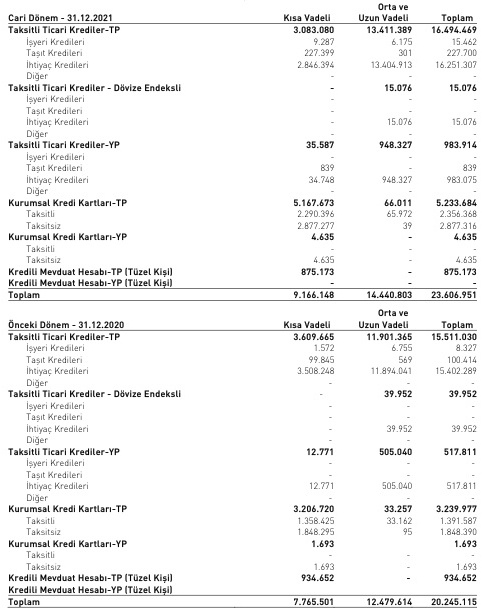 Orta ve
Cari Dönem - 31.12.2021 Kısa Vadeli Uzun Vadeli Toplam
Taksitli Ticari Krediler-TP 3.083.080 13.411.389 16.494.469
İşyeri Kredileri 9.287 6.175 15.462
Taşıt Kredileri 227.399 301 227.700
İhtiyaç Kredileri 2.846.394 13.404.913 16.251.307
Diğer - - -
Taksitli Ticari Krediler - Dövize Endeksli - 15.076 15.076
İşyeri Kredileri - - -
Taşıt Kredileri - - -
İhtiyaç Kredileri - 15.076 15.076
Diğer - - -
Taksitli Ticari Krediler-YP 35.587 948.327 983.914
İşyeri Kredileri - - -
Taşıt Kredileri 839 - 839
İhtiyaç Kredileri 34.748 948.327 983.075
Diğer - - -
Kurumsal Kredi Kartları-TP 5.167.673 66.011 5.233.684
Taksitli 2.290.396 65.972 2.356.368
Taksitsiz 2.877.277 39 2.877.316
Kurumsal Kredi Kartları-YP 4.635 - 4.635
Taksitli - - -
Taksitsiz 4.635 - 4.635
Kredili Mevduat Hesabı-TP (Tüzel Kişi) 875.173 - 875.173
Kredili Mevduat Hesabı-YP (Tüzel Kişi) - - -
Toplam 9.166.148 14.440.803 23.606.951
Orta ve
Önceki Dönem - 31.12.2020 Kısa Vadeli Uzun Vadeli Toplam
Taksitli Ticari Krediler-TP 3.609.665 11.901.365 15.511.030
İşyeri Kredileri 1.572 6.755 8.327
Taşıt Kredileri 99.845 569 100.414
İhtiyaç Kredileri 3.508.248 11.894.041 15.402.289
Diğer - - -
Taksitli Ticari Krediler - Dövize Endeksli - 39.952 39.952
İşyeri Kredileri - - -
Taşıt Kredileri - - -
İhtiyaç Kredileri - 39.952 39.952
Diğer - - -
Taksitli Ticari Krediler-YP 12.771 505.040 517.811
İşyeri Kredileri - - -
Taşıt Kredileri - - -
İhtiyaç Kredileri 12.771 505.040 517.811
Diğer - - -
Kurumsal Kredi Kartları-TP 3.206.720 33.257 3.239.977
Taksitli 1.358.425 33.162 1.391.587
Taksitsiz 1.848.295 95 1.848.390
Kurumsal Kredi Kartları-YP 1.693 1.693
Taksitli - - -
Taksitsiz 1.693 - 1.693
Kredili Mevduat Hesabı-TP (Tüzel Kişi) 934.652 - 934.652
Kredili Mevduat Hesabı-YP (Tüzel Kişi)
Toplam 7.765.501 12.479.614 20.245.115